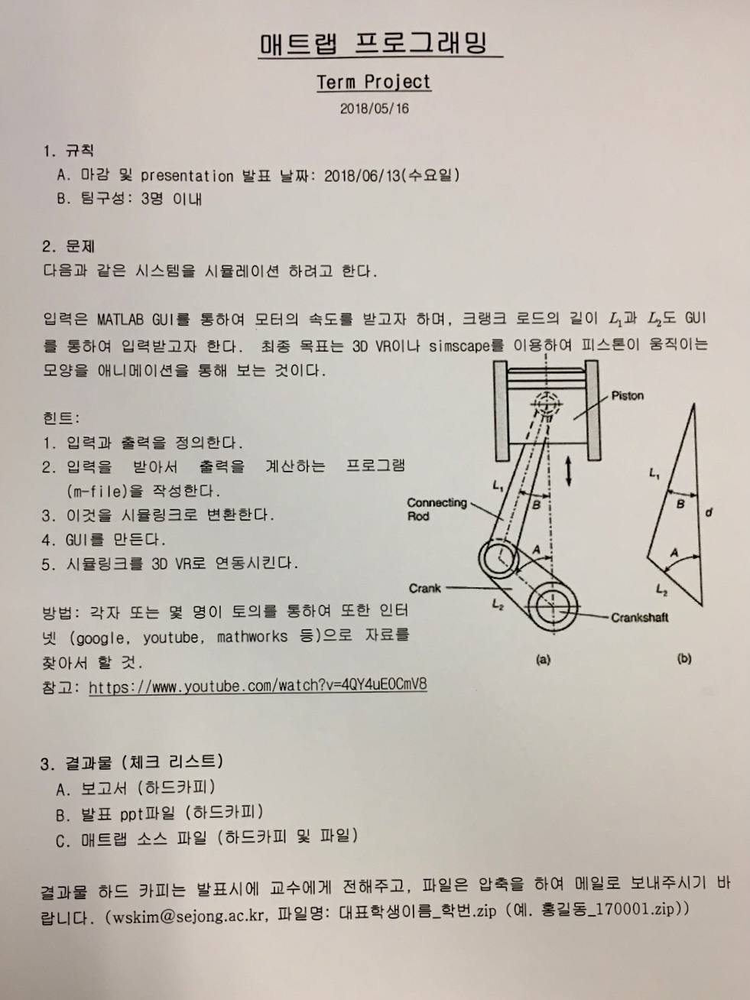 매트랩 프로그래밍
Term Project
2018/05/16
1. 규칙
A. 마감 및 presentation 발표 날짜: 2018/06/13(수요일)
B. 팀구성: 3명 이내
2. 문제
다음과 같은 시스템을 시뮬레이션 하려고 한다.
입력은 MATLAB GUI를 통하여 모터의 속도를 받고자 하며, 크랭크 로드의 길이 L₁과 L₂도 GUI
를 통하여 입력받고자 한다. 최종 목표는 3D VR이나 simscape를 이용하여 피스톤이 움직이는
모양을 애니메이션을 통해 보는 것이다.
힌트:
1. 입력과 출력을 정의한다.
2. 입력을 받아서 출력을 계산하는 프로그램
(m-file)을 작성한다.
3. 이것을 시뮬링크로 변환한다.
4. GUI를 만든다.
5. 시뮬링크를 3D VR로 연동시킨다.
방법: 각자 또는 몇 명이 토의를 통하여 또한 인터
넷 (google, youtube, mathworks 등)으로 자료를
찾아서 할 것.
참고: https://www.youtube.com/watch?v=4QY4uE0CmV8
Piston
L₁
B
Connecting
Rod
A
Crank
L₂
Crankshaft
(a)
L₁
B
d
A
L₂
(b)
3. 결과물 (체크 리스트)
A. 보고서 (하드카피)
B. 발표 ppt파일 (하드카피)
C. 매트랩 소스 파일 (하드카피 및 파일)
결과물 하드 카피는 발표시에 교수에게 전해주고, 파일은 압축을 하여 메일로 보내주시기 바
랍니다. (wskim@sejong.ac.kr, 파일명: 대표학생이름_학번.zip (예. 홍길동_170001.zip))